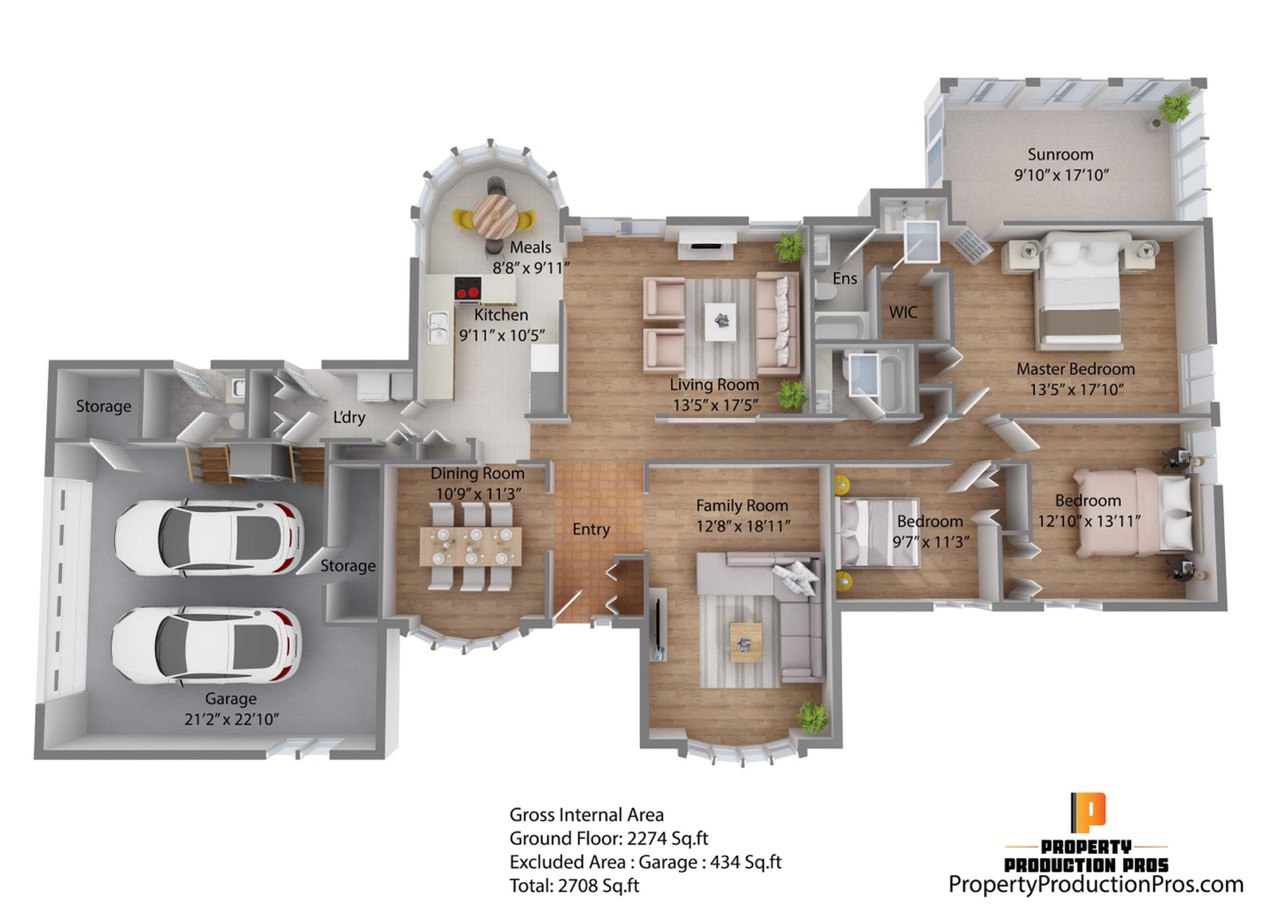 Sunroom
9'10" x 17'10"
Meals
8'8" x 9'11"
Ens
WIC
Kitchen
9'11" x 10'5"
Master Bedroom
13'5" x 17'10"
Living Room
13'5" x 17'5"
Storage
L'dry
Dining Room
10'9" x 11'3"
Entry
Family Room
12'8" x 18'11"
Bedroom
9'7" x 11'3"
Bedroom
12'10" x 13'11"
Storage
Garage
21'2" x 22'10"
Gross Internal Area
Ground Floor: 2274 Sq.ft
Excluded Area : Garage : 434 Sq.ft
Total: 2708 Sq.ft
P
PROPERTY
PRODUCTION PROS
PropertyProductionPros.com